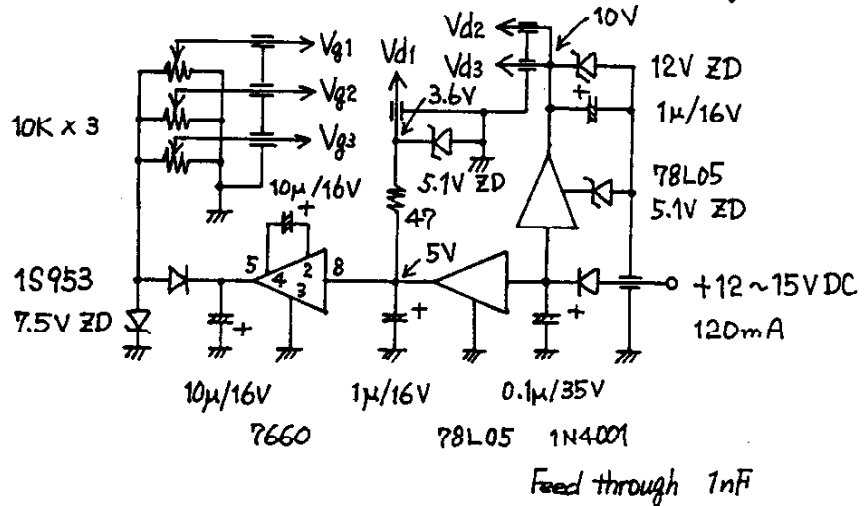 Vd2
10V
Vg1
Vd1
Vd3
12V ZD
Vg2
3.6V
+
1μ/16V
10K x 3
Vg3
10μ/16V
5.1V ZD
78L05
5.1V ZD
+
47
5V
1S953
5
4
2
3
8
+12~15V DC
7.5V ZD
+
+
+
120mA
10μ/16V
1μ/16V
0.1μ/35V
7660
78L05
1N4001
Feed through 1nF